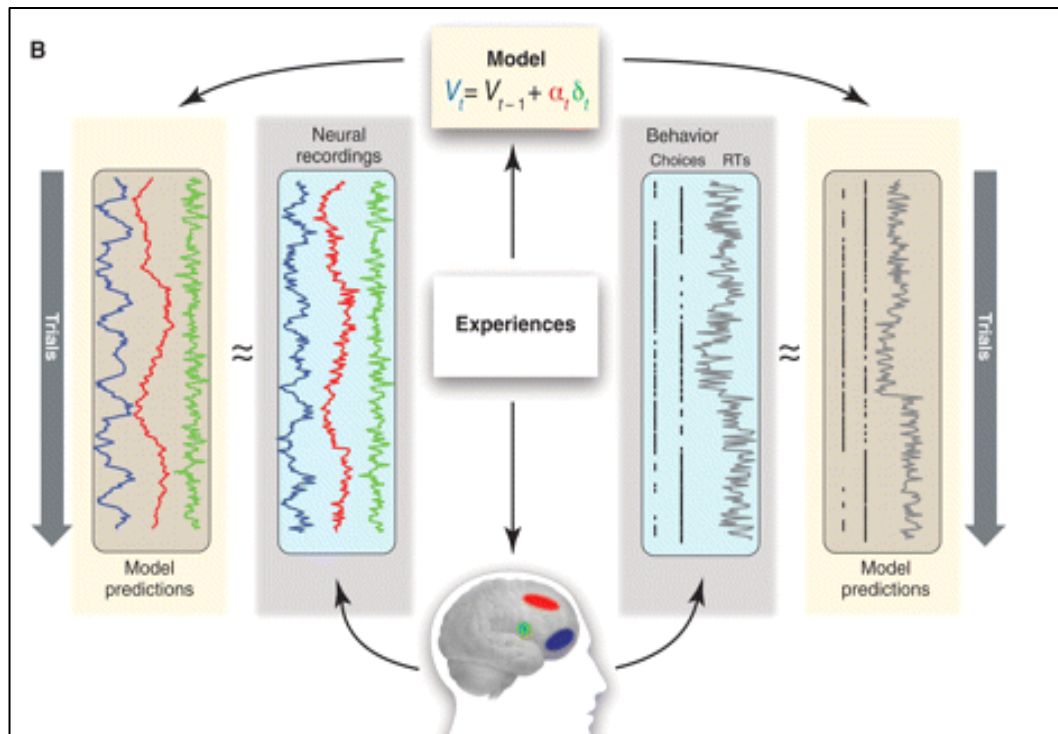 B
Model
Vₜ = Vₜ₋₁ + αₜ δₜ
Neural
recordings
Behavior
Choices RTs
Trials
≈
Experiences
≈
Trials
Model
predictions
Model
predictions